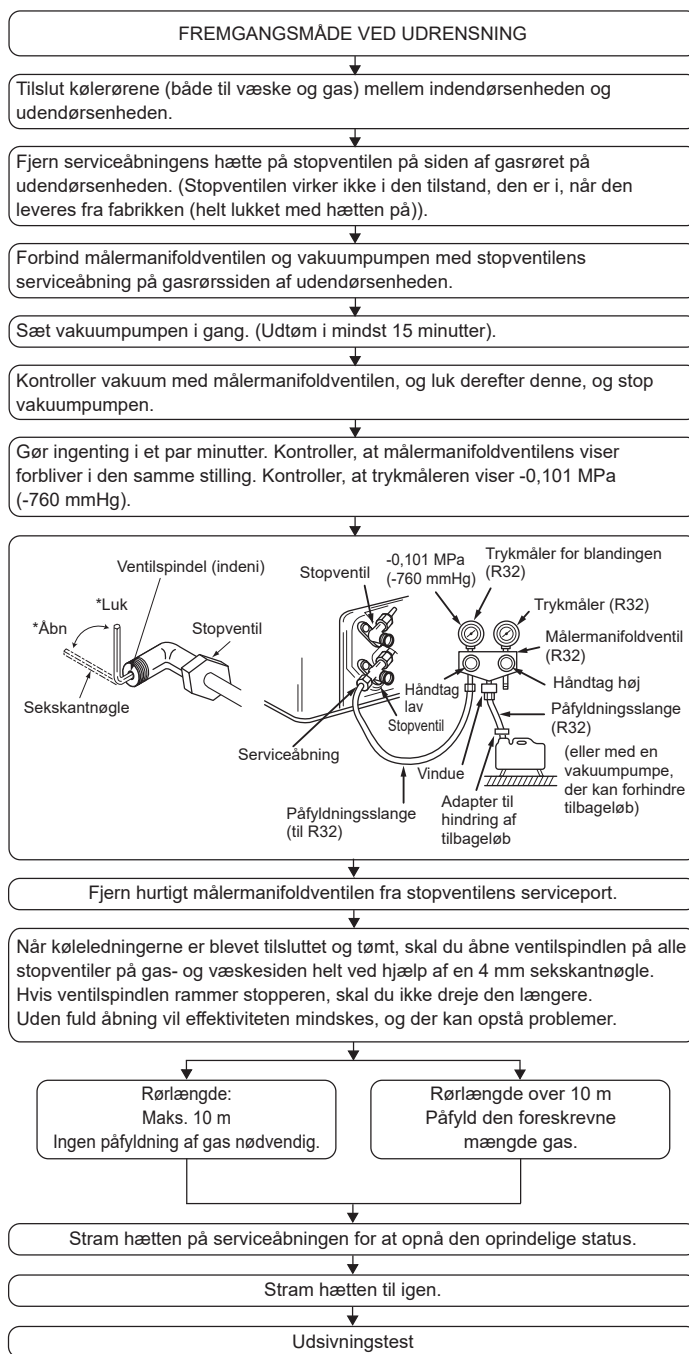 FREMGANGSMÅDE VED UDRENSNING
Tilslut kølerørene (både til væske og gas) mellem indendørsenheden og
udendørsenheden.
Fjern serviceåbningens hætte på stopventilen på siden af gasrøret på
udendørsenheden. (Stopventilen virker ikke i den tilstand, den er i, når den
leveres fra fabrikken (helt lukket med hætten på)).
Forbind målermanifoldventilen og vakuumpumpen med stopventilens
serviceåbning på gasrørssiden af udendørsenheden.
Sæt vakuumpumpen i gang. (Udtøm i mindst 15 minutter).
Kontroller vakuum med målermanifoldventilen, og luk derefter denne, og stop
vakuumpumpen.
Gør ingenting i et par minutter. Kontroller, at målermanifoldventilens viser
forbliver i den samme stilling. Kontroller, at trykmåleren viser -0,101 MPa
(-760 mmHg).
Ventilspindel (indeni)
*Luk
*Åbn
Stopventil
Sekskantnøgle
Stopventil
-0,101 MPa
(-760 mmHg)
Trykmåler for blandingen
(R32)
Trykmåler (R32)
Målermanifoldventil
(R32)
Håndtag
lav
Håndtag høj
Stopventil
Påfyldningsslange
(R32)
Serviceåbning
Vindue
(eller med en
vakuumpumpe,
der kan forhindre
tilbageløb)
Påfyldningsslange
(til R32)
Adapter til
hindring af
tilbageløb
Fjern hurtigt målermanifoldventilen fra stopventilens serviceport.
Når køleledningerne er blevet tilsluttet og tømt, skal du åbne ventilspindlen på alle
stopventiler på gas- og væskesiden helt ved hjælp af en 4 mm sekskantnøgle.
Hvis ventilspindlen rammer stopperen, skal du ikke dreje den længere.
Uden fuld åbning vil effektiviteten mindskes, og der kan opstå problemer.
Rørlængde:
Maks. 10 m
Ingen påfyldning af gas nødvendig.
Rørlængde over 10 m
Påfyld den foreskrevne
mængde gas.
Stram hætten på serviceåbningen for at opnå den oprindelige status.
Stram hætten til igen.
Udsivningstest